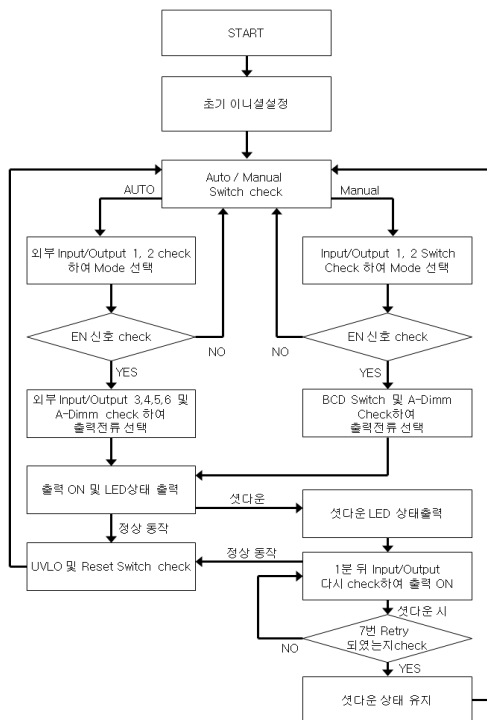 START
초기 이니셜설정
Auto / Manual
Switch check
AUTO
Manual
외부 Input/Output 1, 2 check
하여 Mode 선택
Input/Output 1, 2 Switch
Check 하여 Mode 선택
EN 신호 check
NO
EN 신호 check
NO
YES
YES
외부 Input/Output 3,4,5,6 및
A-Dimm check 하여
출력전류 선택
BCD Switch 및 A-Dimm
Check하여
출력전류 선택
출력 ON 및 LED상태 출력
셧다운
셧다운 LED 상태출력
정상 동작
정상 동작
UVLO 및 Reset Switch check
1분 뒤 Input/Output
다시 check하여 출력 ON
셧다운 시
7번 Retry
되였는지check
NO
YES
셧다운 상태 유지